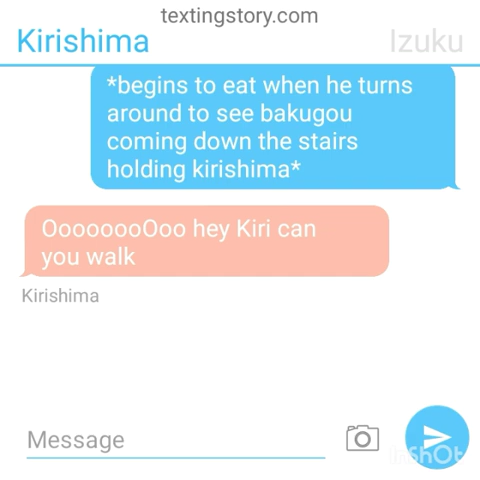 textingstory.com
Kirishima
Izuku
*begins to eat when he turns
around to see bakugou
coming down the stairs
holding kirishima*
OooooooOoo hey Kiri can
you walk
Kirishima
Message